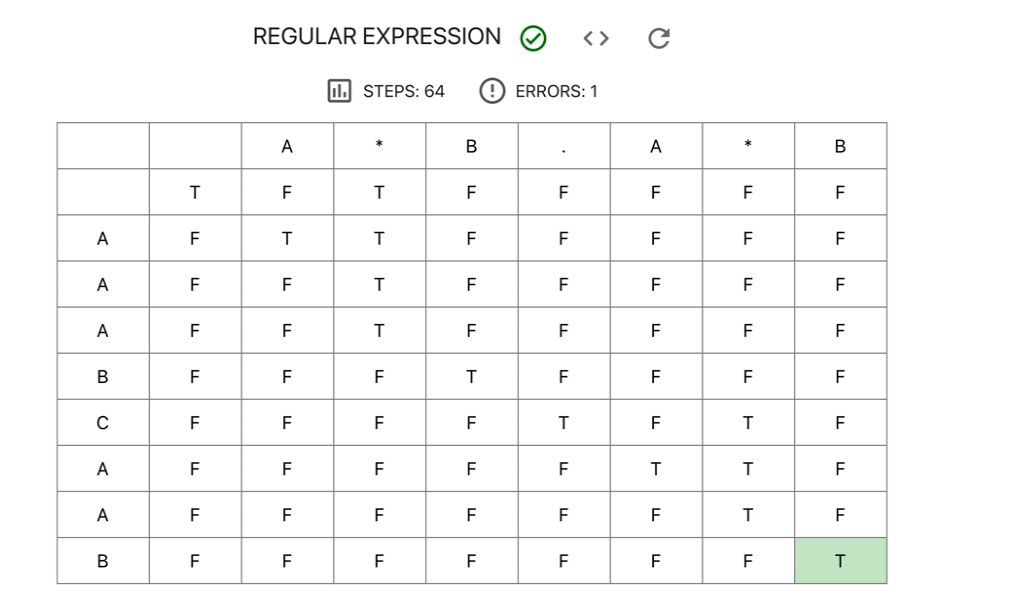 REGULAR EXPRESSION
STEPS: 64 ERRORS: 1
A * B . A * B
T F T F F F F F
A F T T F F F F F
A F F T F F F F F
A F F T F F F F F
B F F F T F F F F
C F F F F T F T F
A F F F F F T T F
A F F F F F F T F
B F F F F F F F T